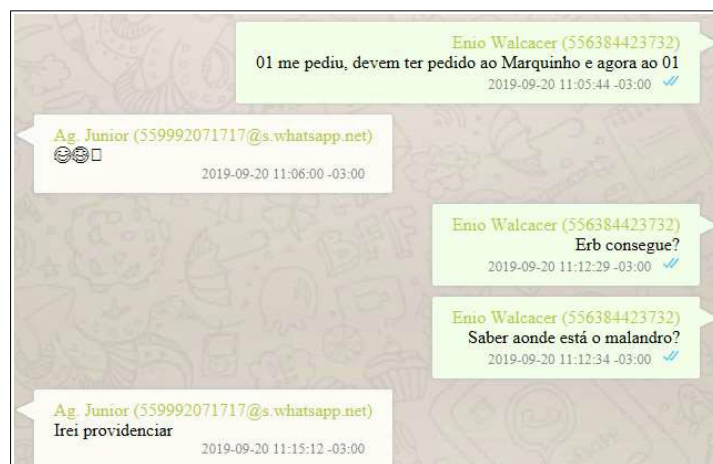 Enio Walcacer (556384423732)
01 me pediu, devem ter pedido ao Marquinho e agora ao 01
2019-09-20 11:05:44 -03:00
Ag. Junior (559992071717@s.whatsapp.net)
2019-09-20 11:06:00 -03:00
Enio Walcacer (556384423732)
Erb consegue?
2019-09-20 11:12:29 -03:00
Enio Walcacer (556384423732)
Saber aonde está o malandro?
2019-09-20 11:12:34 -03:00
Ag. Junior (559992071717@s.whatsapp.net)
Irei providenciar
2019-09-20 11:15:12 -03:00